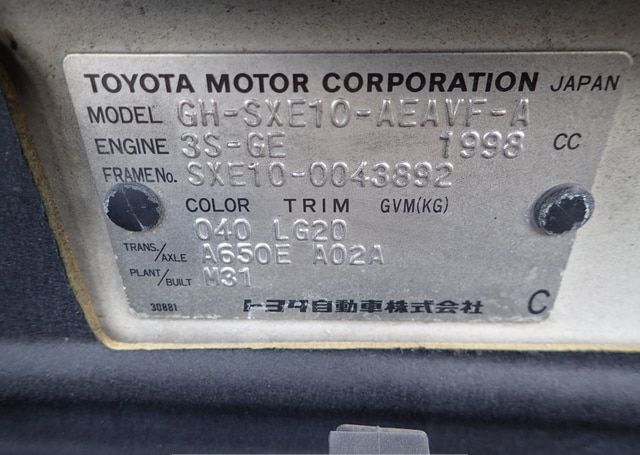 TOYOTA MOTOR CORPORATION JAPAN
MODEL GH-SXE10-AEAVF-A
ENGINE 3S-GE 1998 CC
FRAME No. SXE10-0043892
COLOR TRIM GVM(KG)
040 LG20
TRANS./AXLE A650E A02A
PLANT/BUILT M31
30881 トヨタ自動車株式会社 C